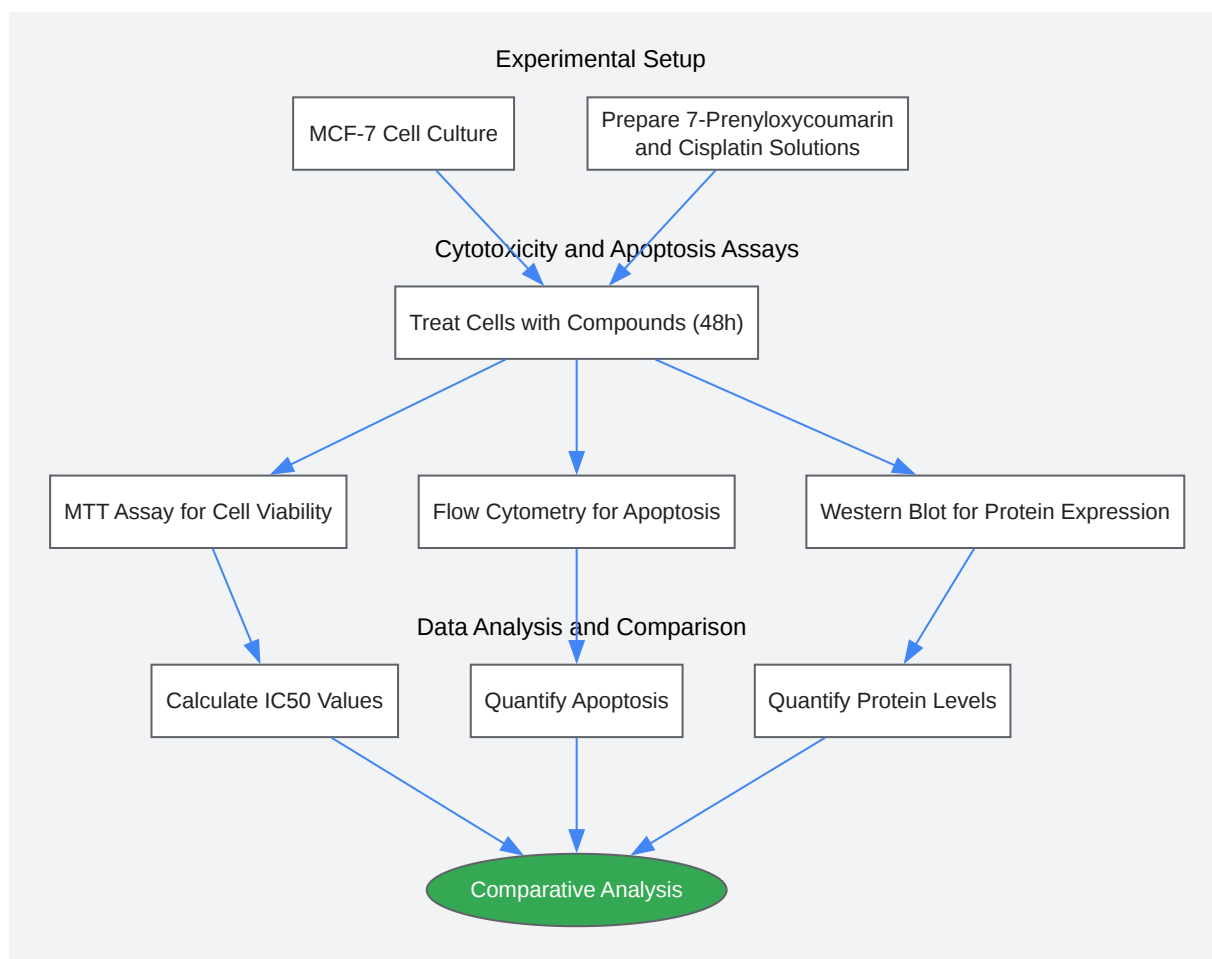 Experimental Setup
MCF-7 Cell Culture
Prepare 7-Prenyloxycoumarin
and Cisplatin Solutions
Cytotoxicity and Apoptosis Assays
Treat Cells with Compounds (48h)
MTT Assay for Cell Viability
Flow Cytometry for Apoptosis
Western Blot for Protein Expression
Data Analysis and Comparison
Calculate IC50 Values
Quantify Apoptosis
Quantify Protein Levels
Comparative Analysis